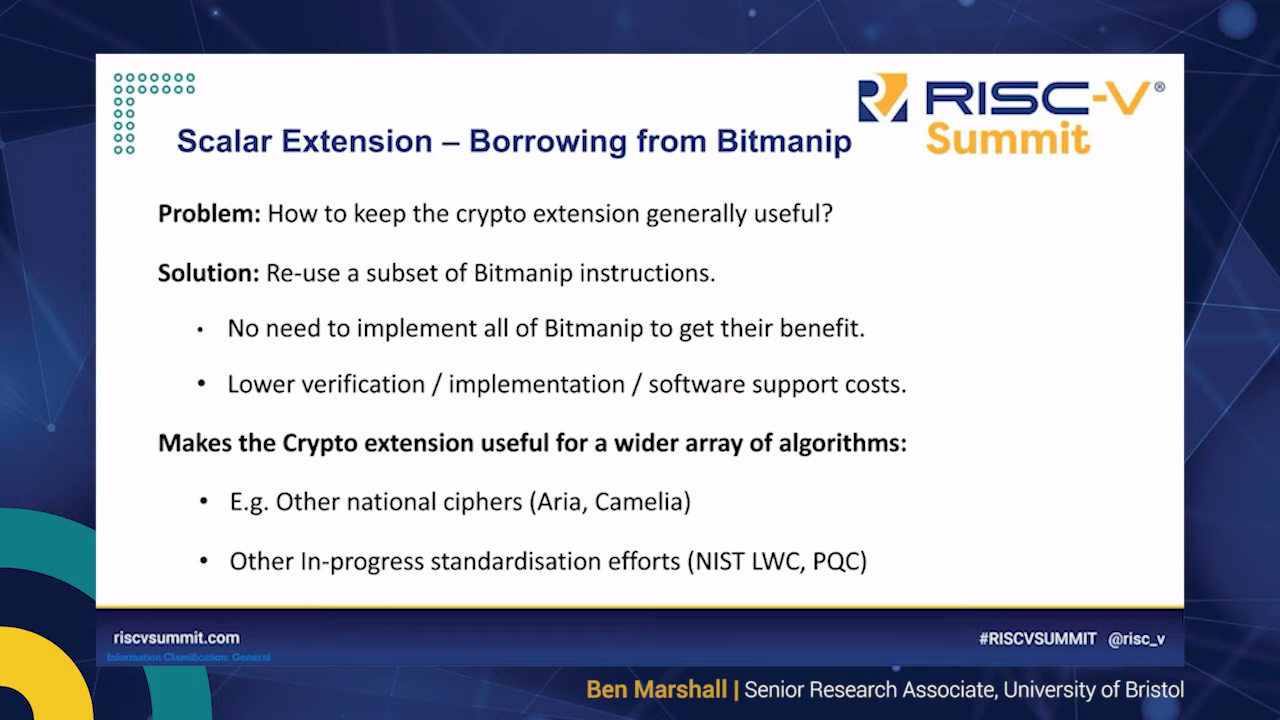 RISC-V®
Summit
Scalar Extension – Borrowing from Bitmanip
Problem: How to keep the crypto extension generally useful?
Solution: Re-use a subset of Bitmanip instructions.
• No need to implement all of Bitmanip to get their benefit.
• Lower verification / implementation / software support costs.
Makes the Crypto extension useful for a wider array of algorithms:
• E.g. Other national ciphers (Aria, Camelia)
• Other In-progress standardisation efforts (NIST LWC, PQC)
riscvsummit.com
#RISCVSUMMIT @risc_v
Information Classification: General
Ben Marshall | Senior Research Associate, University of Bristol